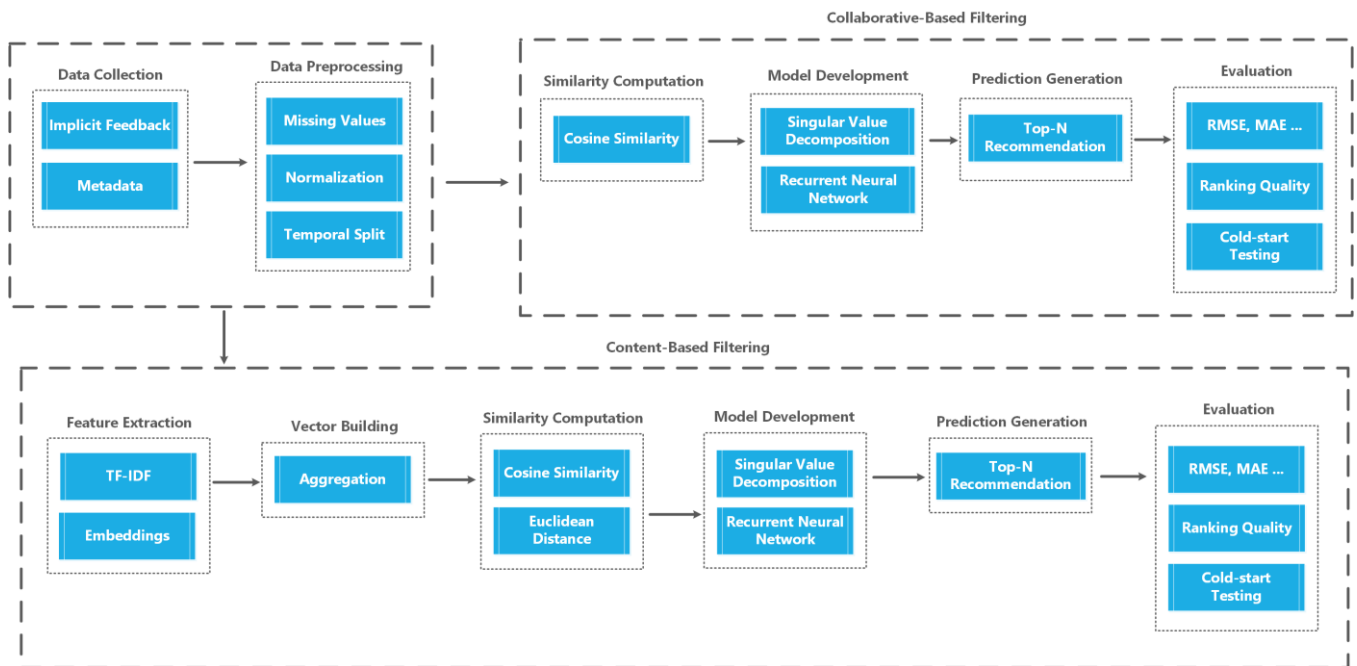 Collaborative-Based Filtering
Data Collection
Implicit Feedback
Metadata
Data Preprocessing
Missing Values
Normalization
Temporal Split
Similarity Computation
Cosine Similarity
Model Development
Singular Value
Decomposition
Recurrent Neural
Network
Prediction Generation
Top-N
Recommendation
Evaluation
RMSE, MAE ...
Ranking Quality
Cold-start
Testing
Content-Based Filtering
Feature Extraction
TF-IDF
Embeddings
Vector Building
Aggregation
Similarity Computation
Cosine Similarity
Euclidean
Distance
Model Development
Singular Value
Decomposition
Recurrent Neural
Network
Prediction Generation
Top-N
Recommendation
Evaluation
RMSE, MAE ...
Ranking Quality
Cold-start
Testing